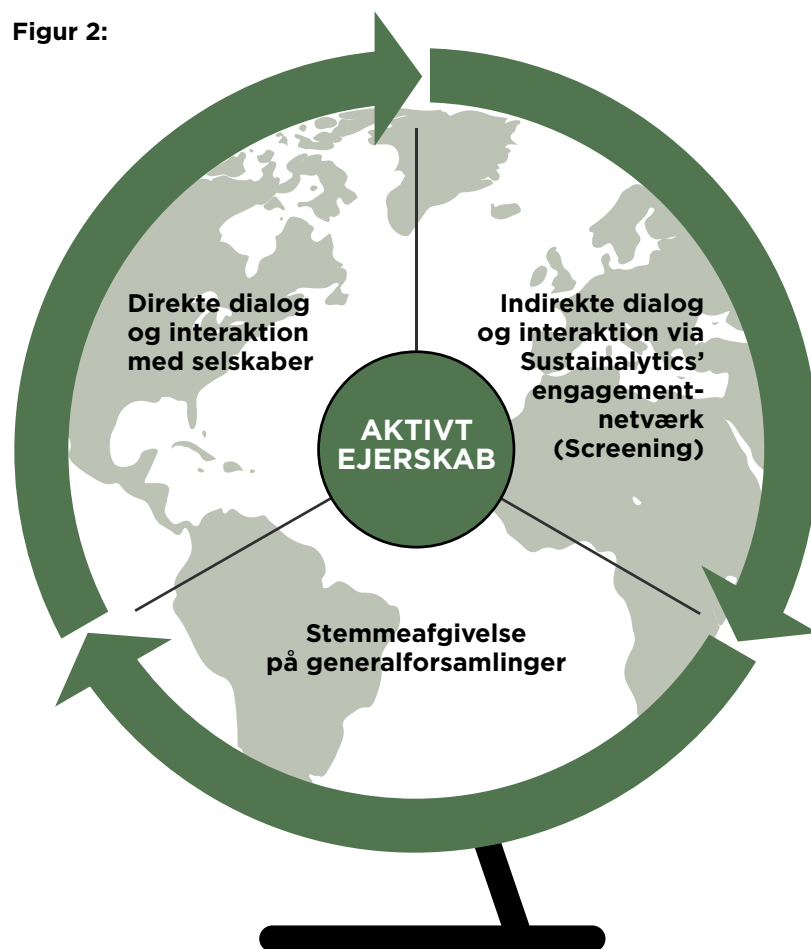 Figur 2:
Direkte dialog
og interaktion
med selskaber
Indirekte dialog
og interaktion via
Sustainalytics’
engagement-
netværk
(Screening)
AKTIVT
EJERSKAB
Stemmeafgivelse
på generalforsamlinger